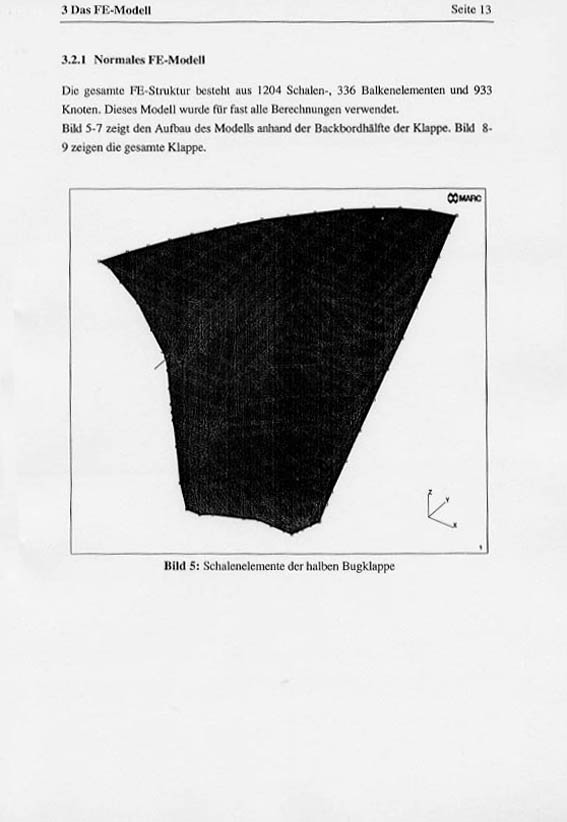 3 Das FE-Modell Seite 13
3.2.1 Normales FE-Modell
Die gesamte FE-Struktur besteht aus 1204 Schalen-, 336 Balkenelementen und 933
Knoten. Dieses Modell wurde für fast alle Berechnungen verwendet.
Bild 5-7 zeigt den Aufbau des Modells anhand der Backbordhälfte der Klappe. Bild 8-
9 zeigen die gesamte Klappe.
MARC
Z
Y
X
1
Bild 5: Schalenelemente der halben Bugklappe